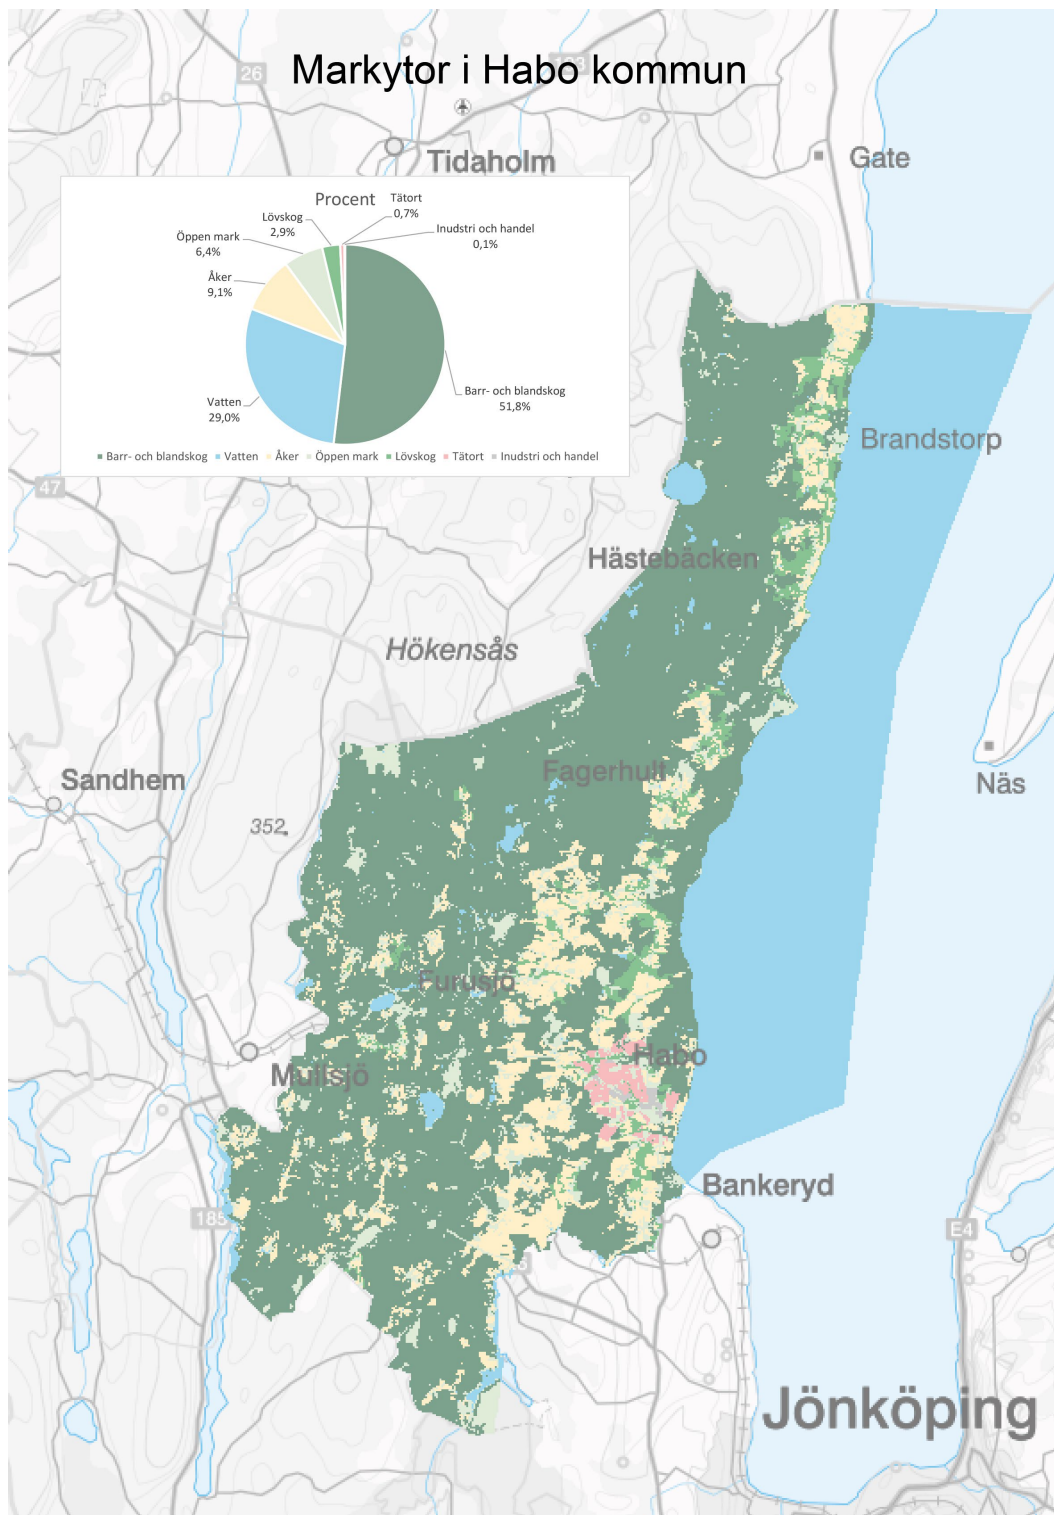 Markytor i Habo kommun
26
193
Tidaholm
Gate
Procent
Tätort
0,7%
Lövskog
2,9%
Inudstri och handel
0,1%
Öppen mark
6,4%
Åker
9,1%
Barr- och blandskog
51,8%
Vatten
29,0%
Barr- och blandskog Vatten Åker Öppen mark Lövskog Tätort Inudstri och handel
Brandstorp
47
Hästebäcken
Hökensås
Sandhem
Fagerhult
Näs
352
Furusjö
Habo
Mullsjö
Bankeryd
185
E4
Jönköping